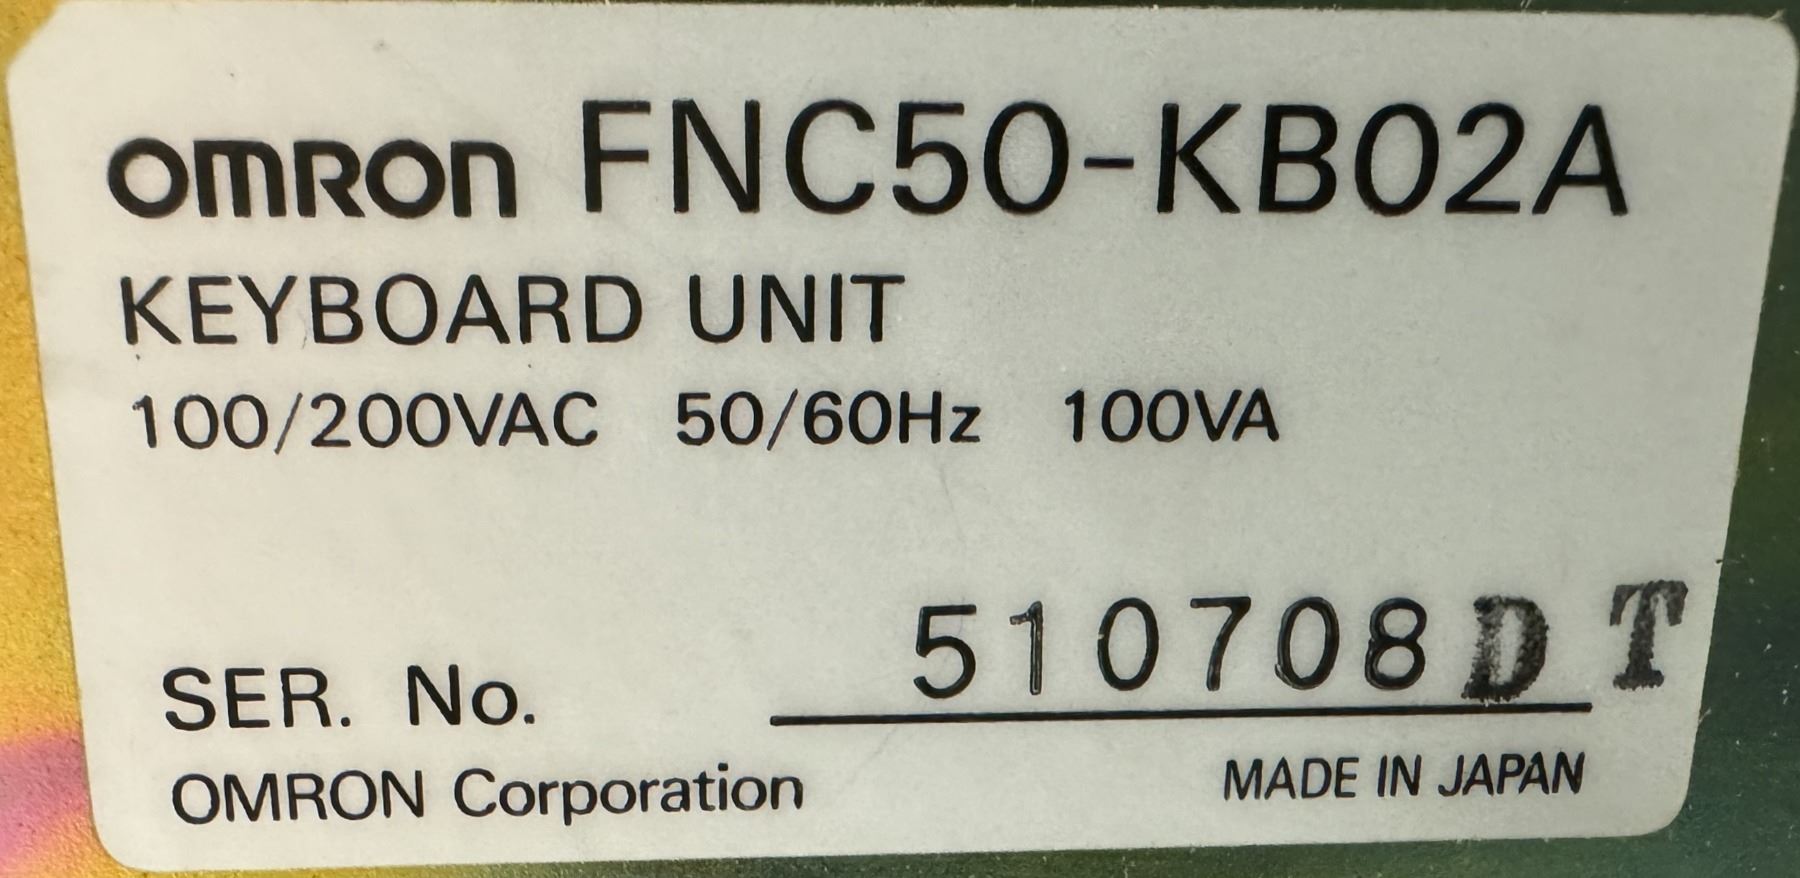 OMRON FNC50-KB02A
KEYBOARD UNIT
100/200VAC 50/60Hz 100VA
SER. No. 510708DT
OMRON Corporation MADE IN JAPAN